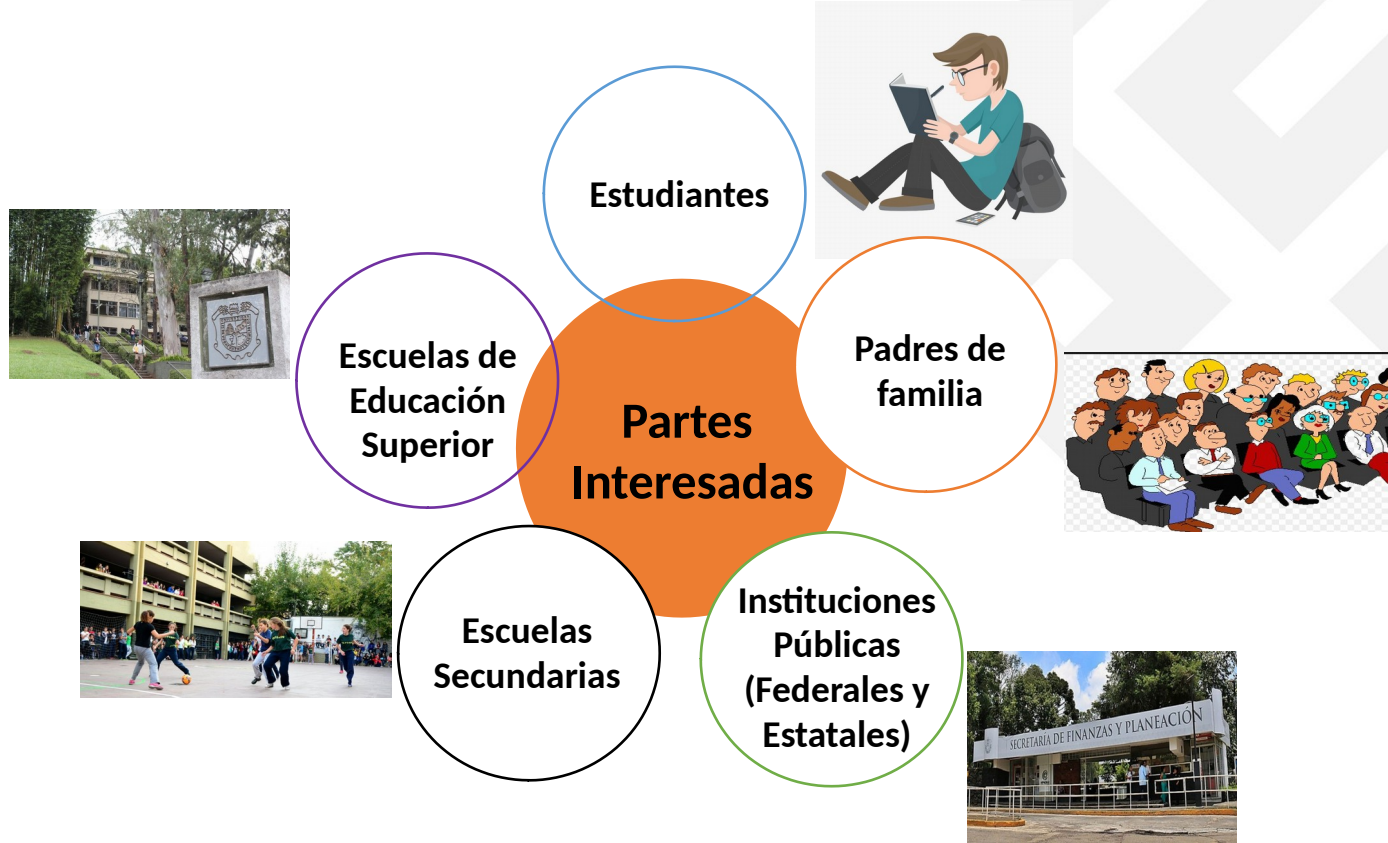 Estudiantes
Padres de
familia
Escuelas de
Educación
Superior
Partes
Interesadas
Escuelas
Secundarias
Instituciones
Públicas
(Federales y
Estatales)
SECRETARÍA DE FINANZAS Y PLANEACIÓN